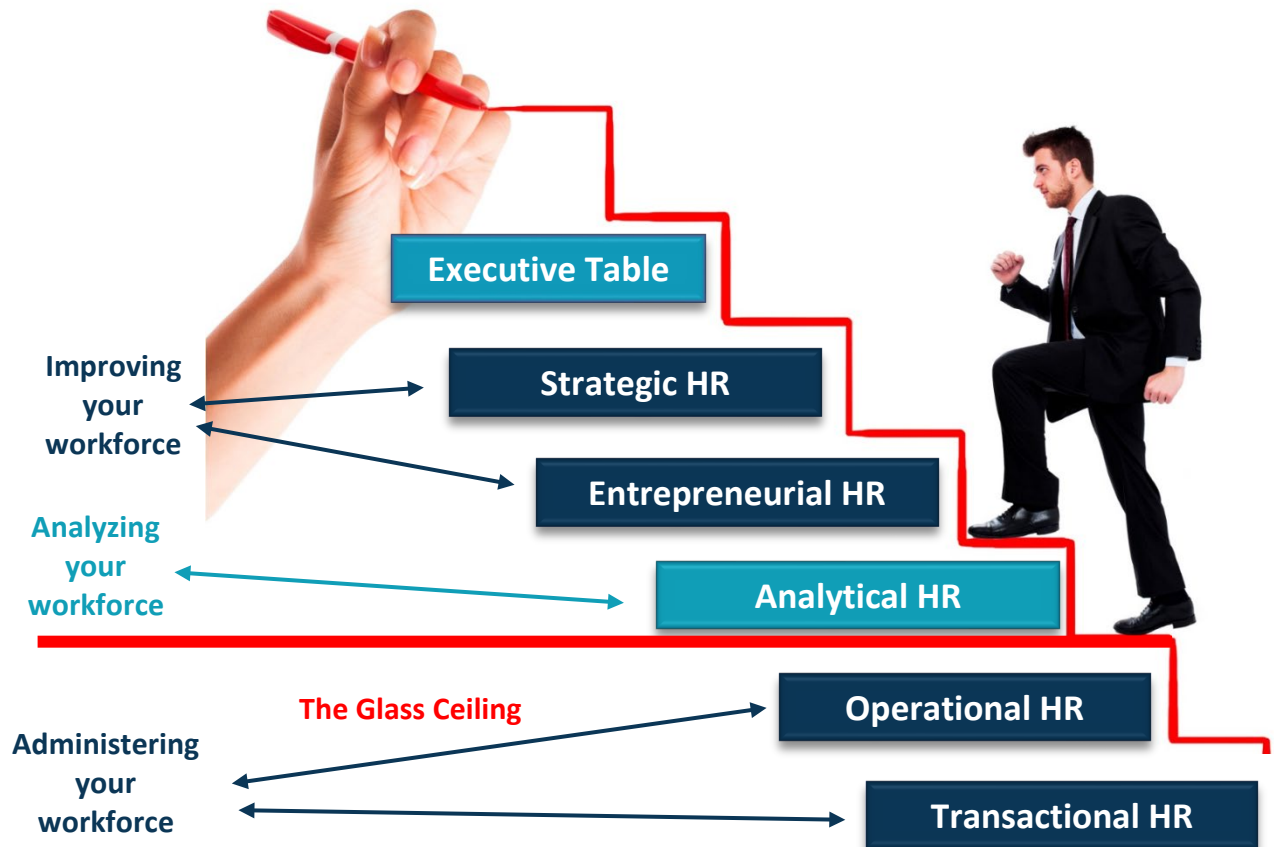 Executive Table
Improving
your
workforce
Strategic HR
Entrepreneurial HR
Analyzing
your
workforce
Analytical HR
The Glass Ceiling
Operational HR
Administering
your
workforce
Transactional HR